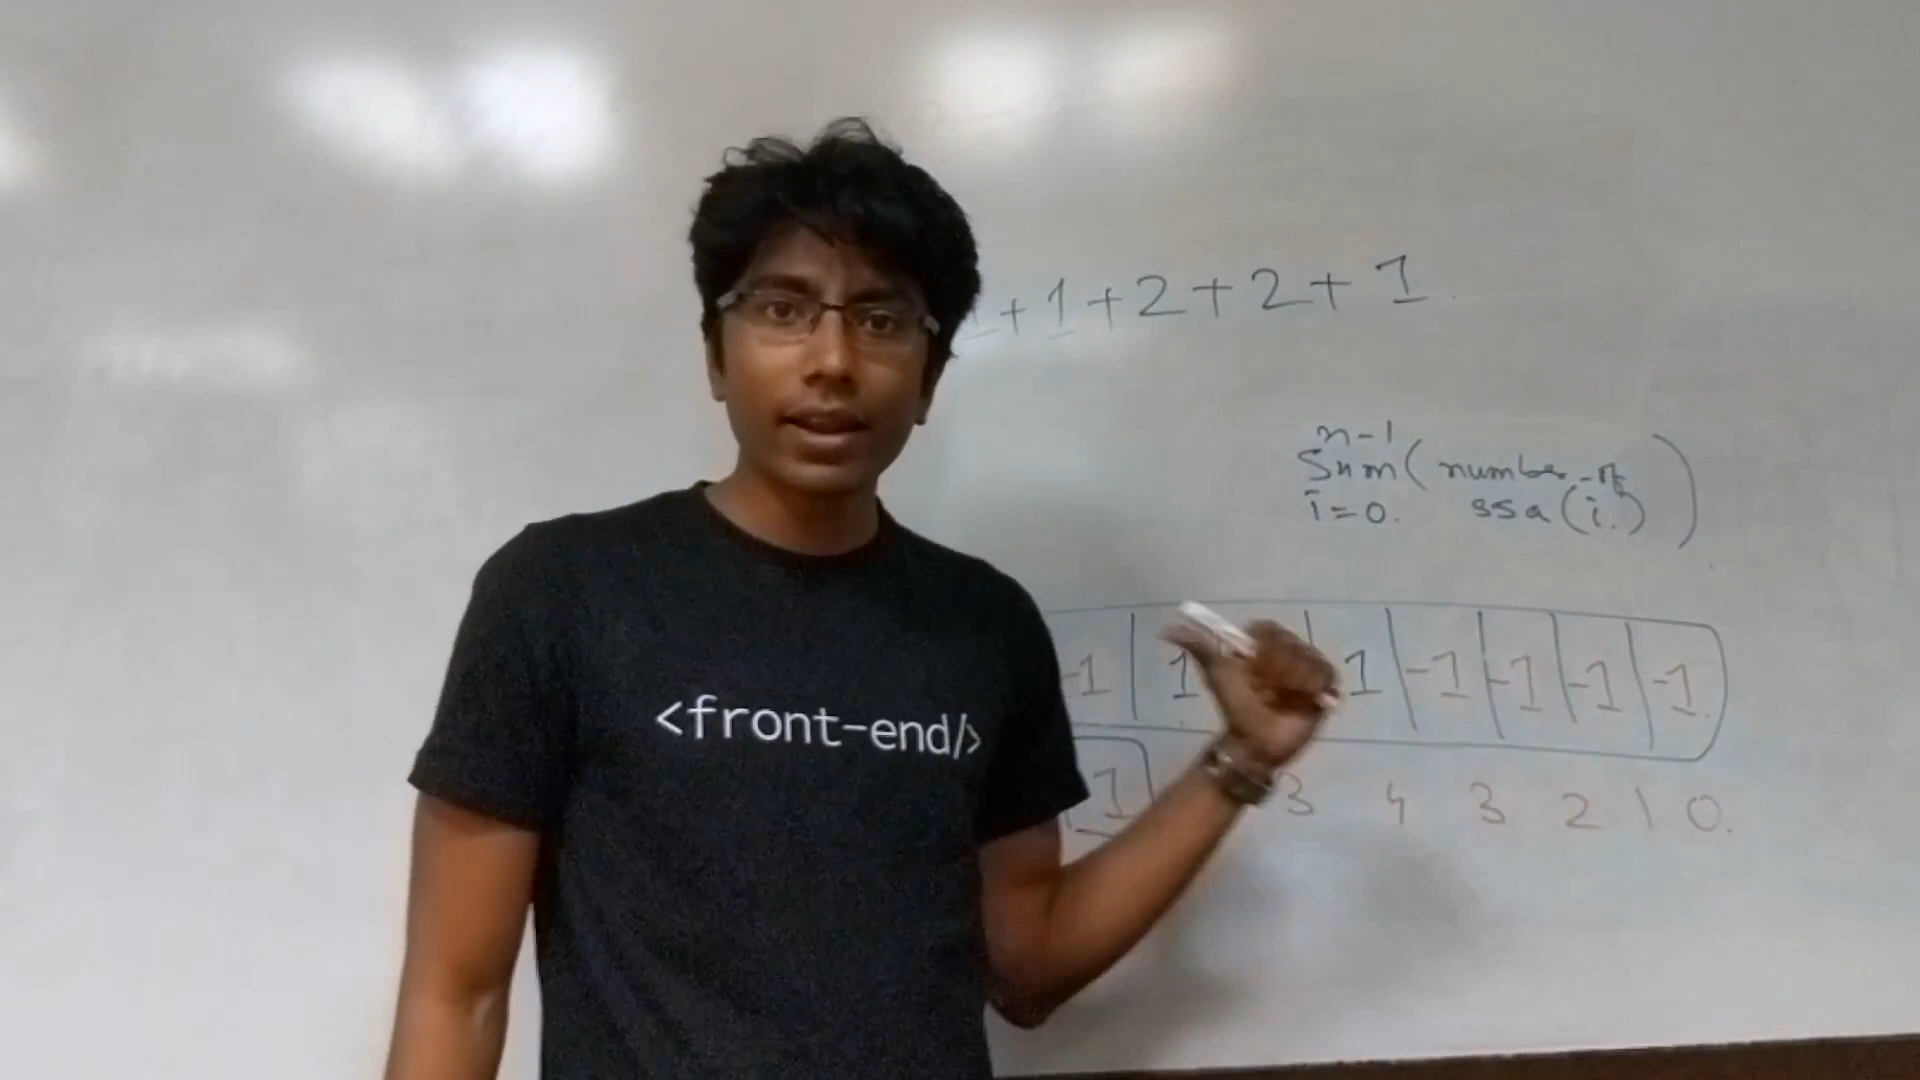 1+1+2+2+1
n-1
Sum(number_of
i=0. ssa(i.))
<front-end/>
-1 1 1 -1 -1 -1 -1
1 3 4 3 2 1 0.